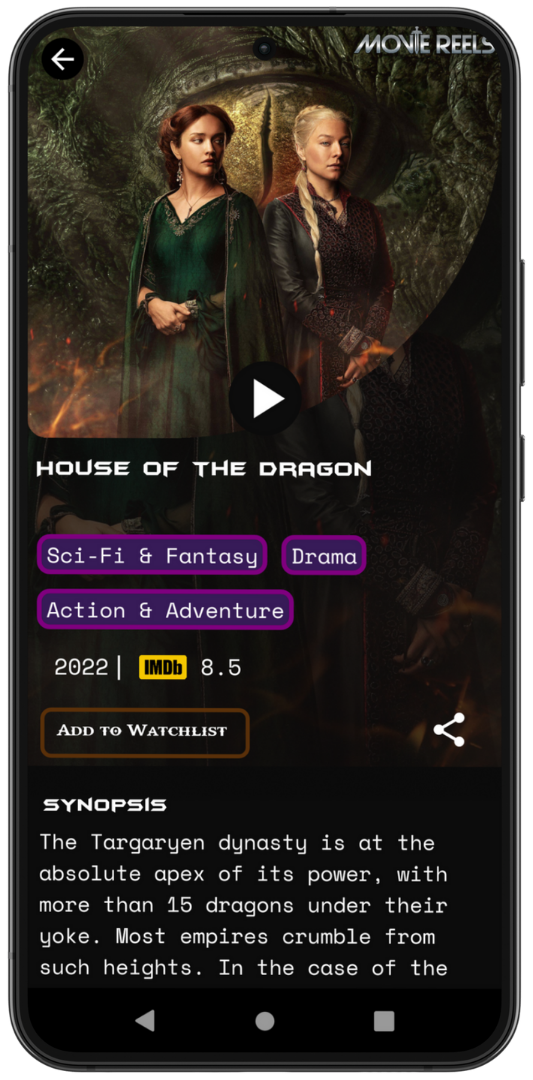 MOVIE REELS
HOUSE OF THE DRAGON
Sci-Fi & Fantasy Drama
Action & Adventure
2022 | IMDb 8.5
Add to Watchlist
SYNOPSIS
The Targaryen dynasty is at the
absolute apex of its power, with
more than 15 dragons under their
yoke. Most empires crumble from
such heights. In the case of the